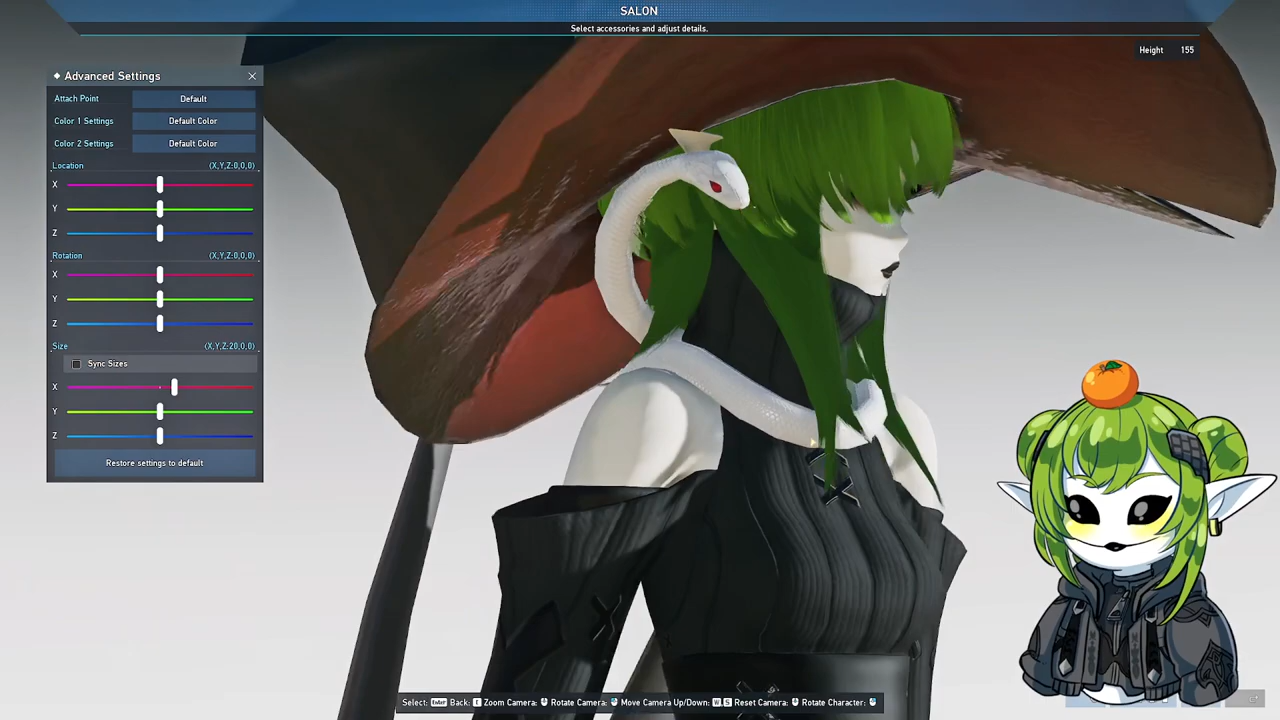 SALON
Select accessories and adjust details.
Height 155
Advanced Settings
Attach Point Default
Color 1 Settings Default Color
Color 2 Settings Default Color
Location (X,Y,Z:0,0,0)
X
Y
Z
Rotation (X,Y,Z:0,0,0)
X
Y
Z
Size (X,Y,Z:20,0,0)
Sync Sizes
X
Y
Z
Restore settings to default
Select: Enter Back: Zoom Camera: Rotate Camera: Move Camera Up/Down: W,S Reset Camera: Rotate Character: